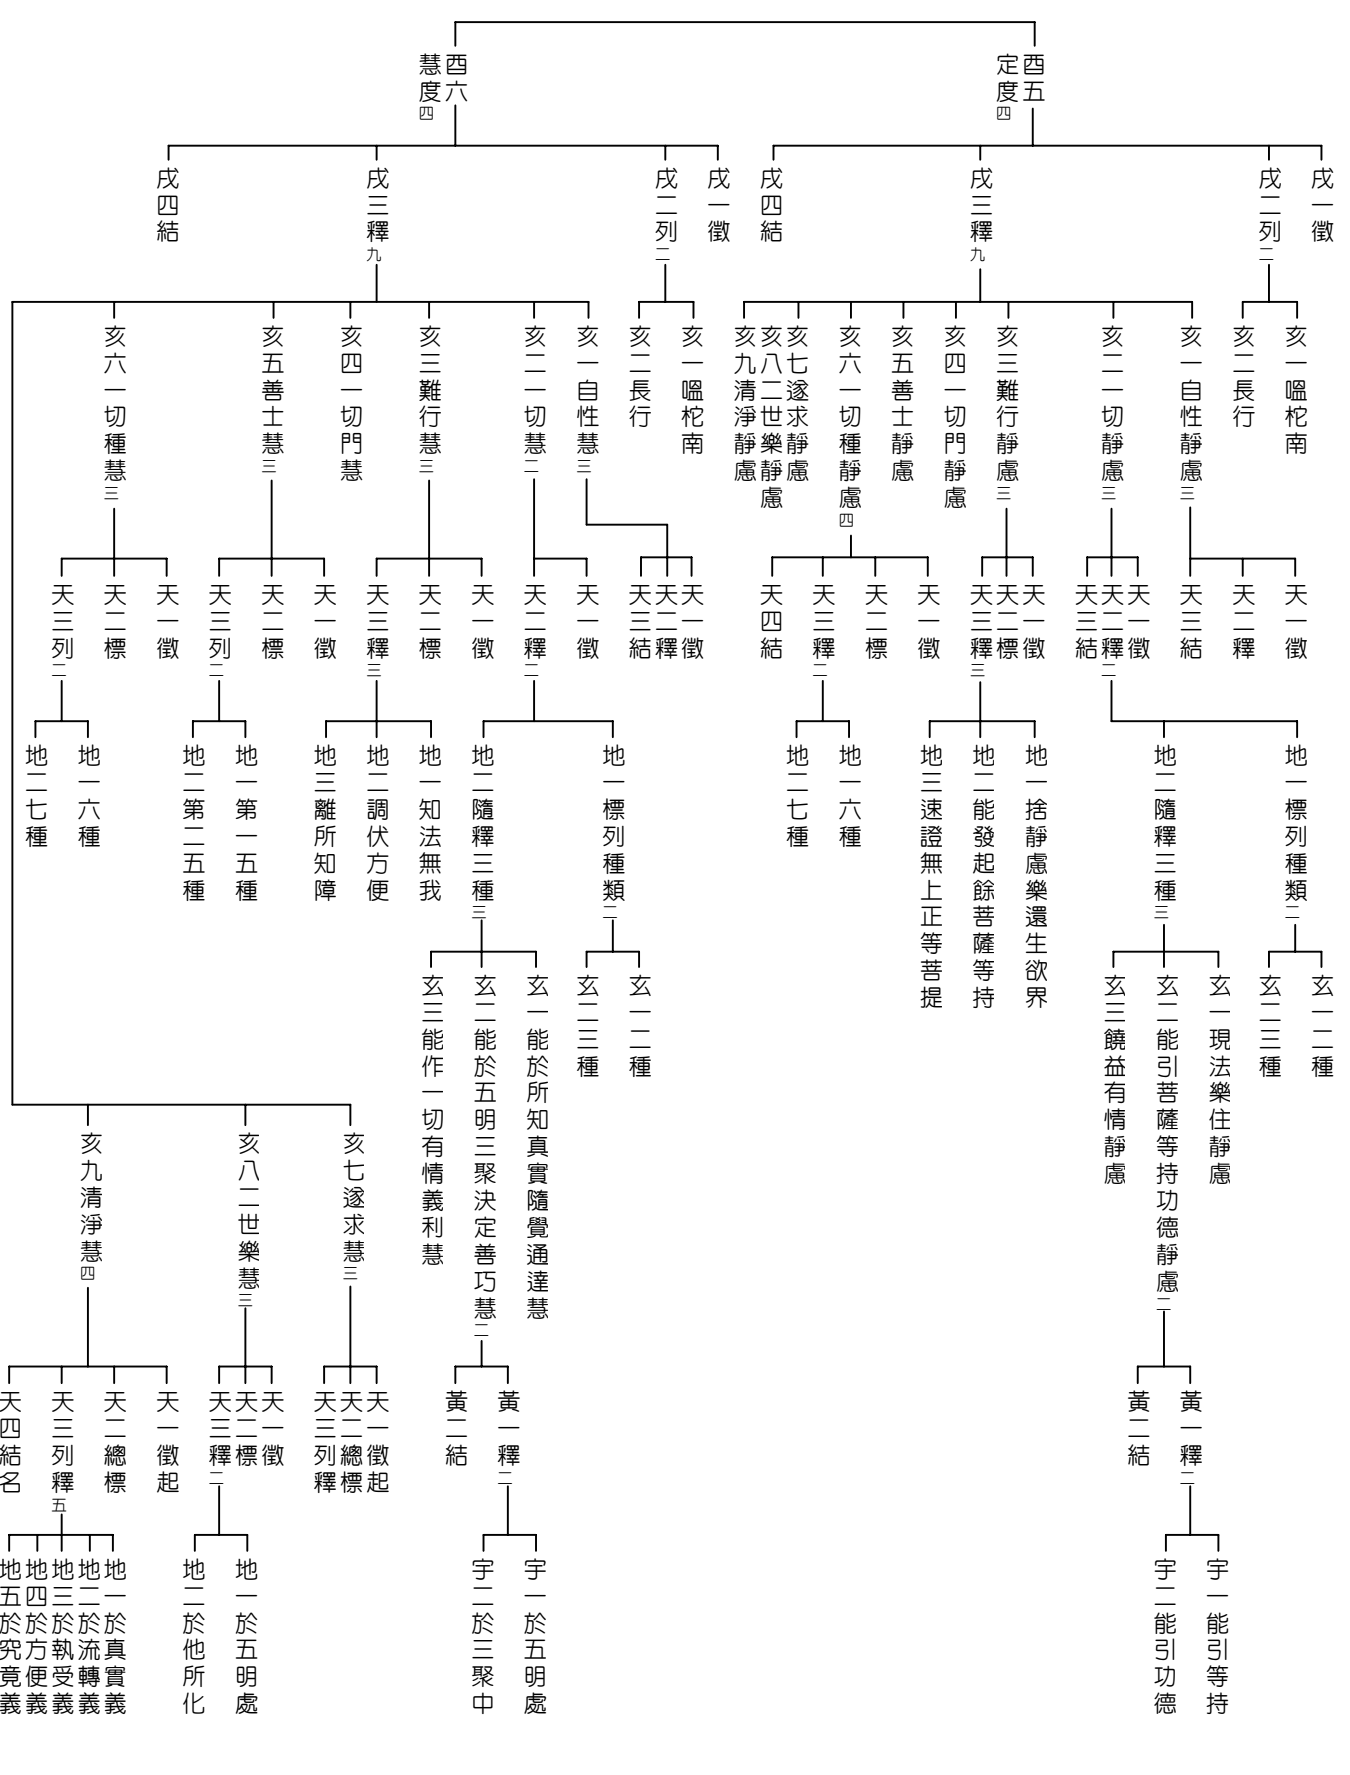 酉五
定度四
酉六
慧度四
戌一徵
戌二列二
戌三釋九
戌四結
戌一徵
戌二列二
戌三釋九
戌四結
亥一嗢柁南
亥二長行
亥一自性靜慮三
亥二一切靜慮三
亥三難行靜慮三
亥四一切門靜慮
亥五善士靜慮
亥六一切種靜慮四
亥七遂求靜慮
亥八二世樂靜慮
亥九清淨靜慮
亥一嗢柁南
亥二長行
亥一自性慧三
亥二一切慧二
亥三難行慧三
亥四一切門慧
亥五善士慧三
亥六一切種慧三
天一徵
天二釋
天三結
天一徵
天二釋二
天三結
天一徵
天二標
天三釋三
天一徵
天二標
天三釋二
天四結
天一徵
天二釋
天三結
天一徵
天二釋二
天一徵
天二標
天三釋三
天一徵
天二標
天三列二
天一徵
天二標
天三列二
地一標列種類二
地二隨釋三種三
地一捨靜慮樂還生欲界
地二能發起餘菩薩等持
地三速證無上正等菩提
地一六種
地二七種
地一標列種類二
地二隨釋三種三
地一知法無我
地二調伏方便
地三離所知障
地一第一五種
地二第二五種
地一六種
地二七種
玄一二種
玄二三種
玄一現法樂住靜慮
玄二能引菩薩等持功德靜慮二
玄三饒益有情靜慮
玄一二種
玄二三種
玄一能於所知真實隨覺通達慧
玄二能於五明三聚決定善巧慧二
玄三能作一切有情義利慧
亥七遂求慧三
亥八二世樂慧三
亥九清淨慧四
黃一釋二
黃二結
黃一釋二
黃二結
天一徵起
天二總標
天三列釋
天一徵
天二標
天三釋二
天一徵起
天二總標
天三列釋五
天四結名
宇一能引等持
宇二能引功德
宇一於五明處
宇二於三聚中
地一於五明處
地二於他所化
地一於真實義
地二於流轉義
地三於執受義
地四於方便義
地五於究竟義